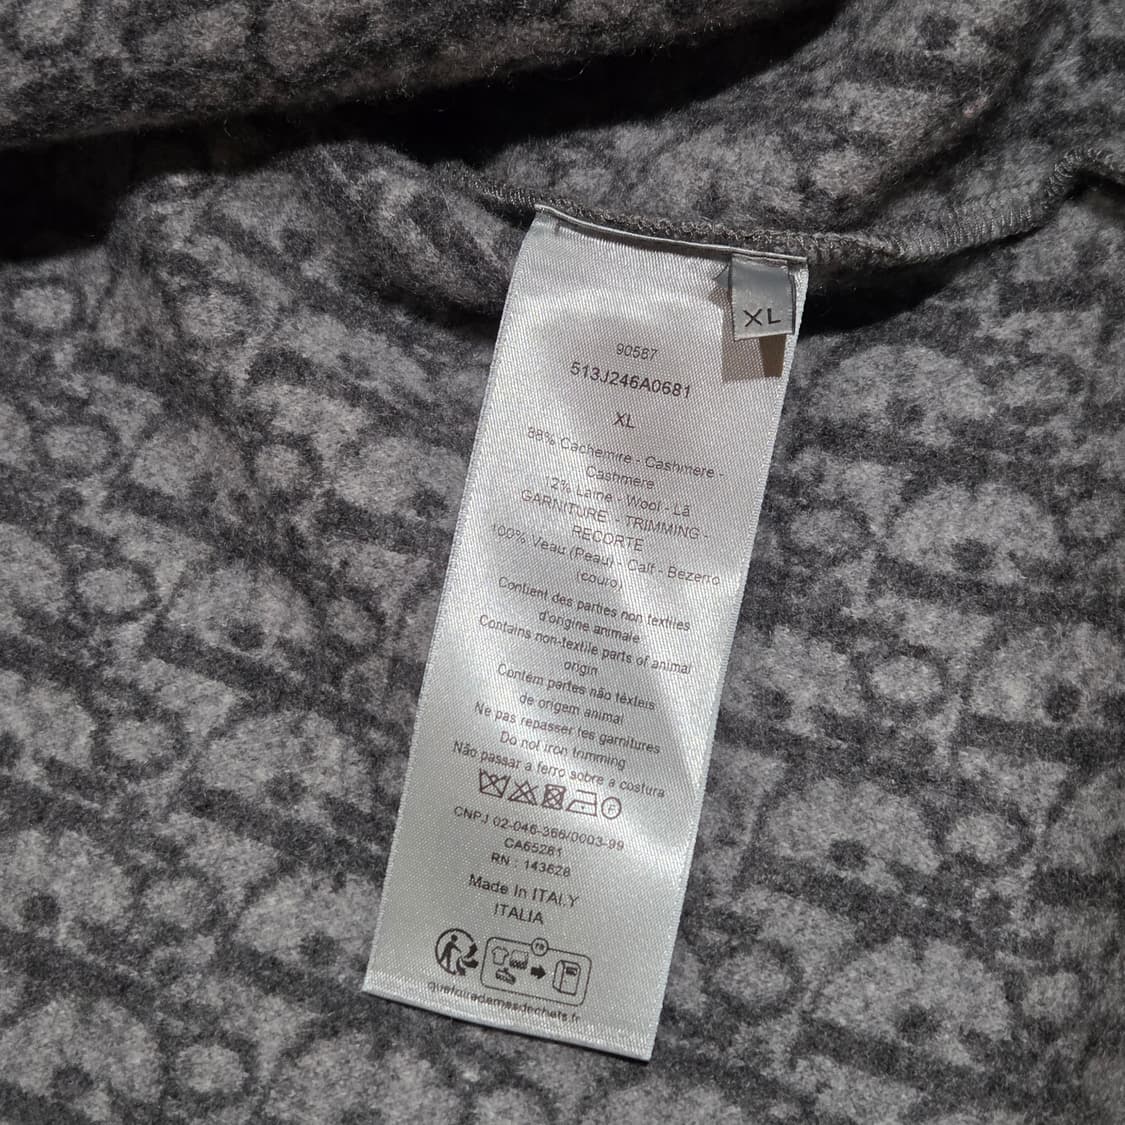 XL
90587
513J246A0681
XL
88% Cachemire - Cashmere -
Cashmere
12% Laine - Wool - Lã
GARNITURE - TRIMMING -
RECORTE
100% Veau (Peau) - Calf - Bezerro
(couro)
Contient des parties non textiles
d'origine animale
Contains non-textile parts of animal
origin
Contém partes não têxteis
de origem animal
Ne pas repasser les garnitures
Do not iron trimming
Não passar a ferro sobre a costura
CNPJ 02-046-366/0003-99
CA65281
RN : 143628
Made In ITALY
ITALIA
FR
quefairedemesdechets.fr